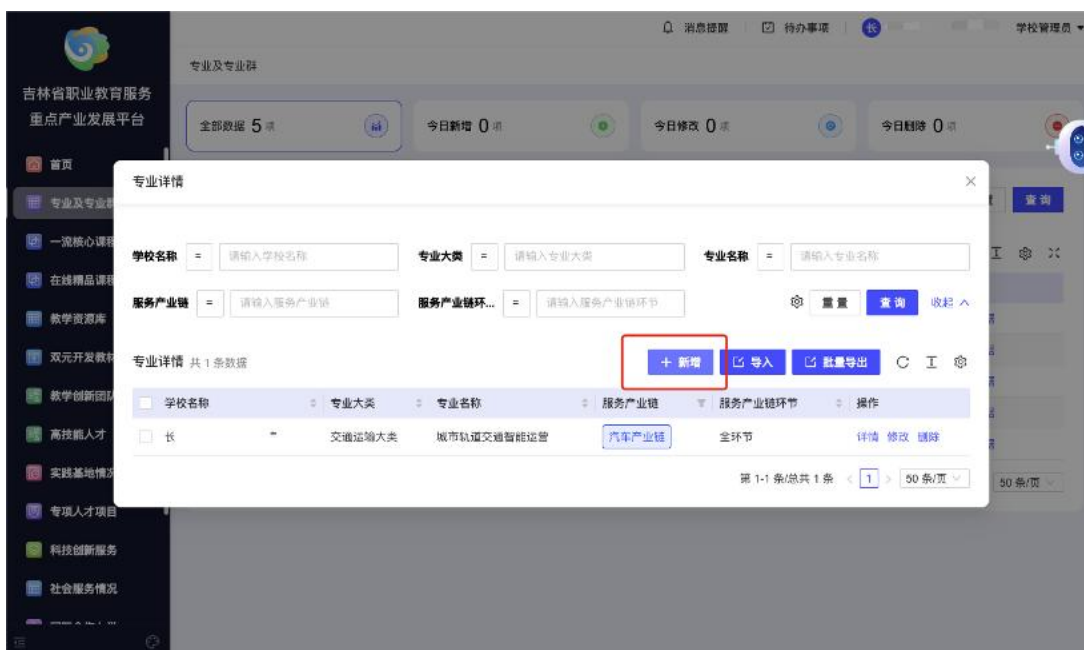 消息提醒 待办事项 长 学校管理员
吉林省职业教育服务
重点产业发展平台
专业及专业群
全部数据 5 项 今日新增 0 项 今日修改 0 项 今日删除 0 项
首页
专业及专业群
一流核心课程
在线精品课程
教学资源库
双元开发教材
教学创新团队
高技能人才
实践基地情况
专项人才项目
科技创新服务
社会服务情况
查 询
专业详情
学校名称 = 请输入学校名称 专业大类 = 请输入专业大类 专业名称 = 请输入专业名称
服务产业链 = 请输入服务产业链 服务产业链环... = 请输入服务产业链环节 重 置 查 询 收起
专业详情 共 1 条数据 + 新增 导入 批量导出
学校名称 专业大类 专业名称 服务产业链 服务产业链环节 操作
长 交通运输大类 城市轨道交通智能运营 汽车产业链 全环节 详情 修改 删除
第 1-1 条/总共 1 条 < 1 > 50 条/页
50 条/页